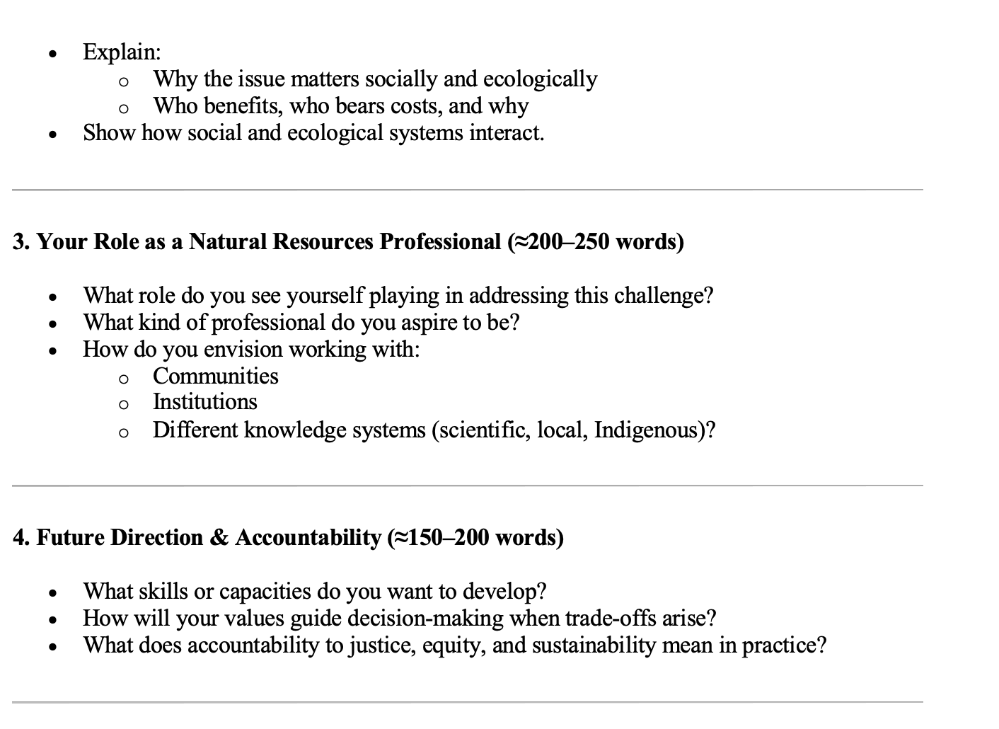 • Explain:
o Why the issue matters socially and ecologically
o Who benefits, who bears costs, and why
• Show how social and ecological systems interact.
3. Your Role as a Natural Resources Professional (≈200–250 words)
• What role do you see yourself playing in addressing this challenge?
• What kind of professional do you aspire to be?
• How do you envision working with:
o Communities
o Institutions
o Different knowledge systems (scientific, local, Indigenous)?
4. Future Direction & Accountability (≈150–200 words)
• What skills or capacities do you want to develop?
• How will your values guide decision-making when trade-offs arise?
• What does accountability to justice, equity, and sustainability mean in practice?